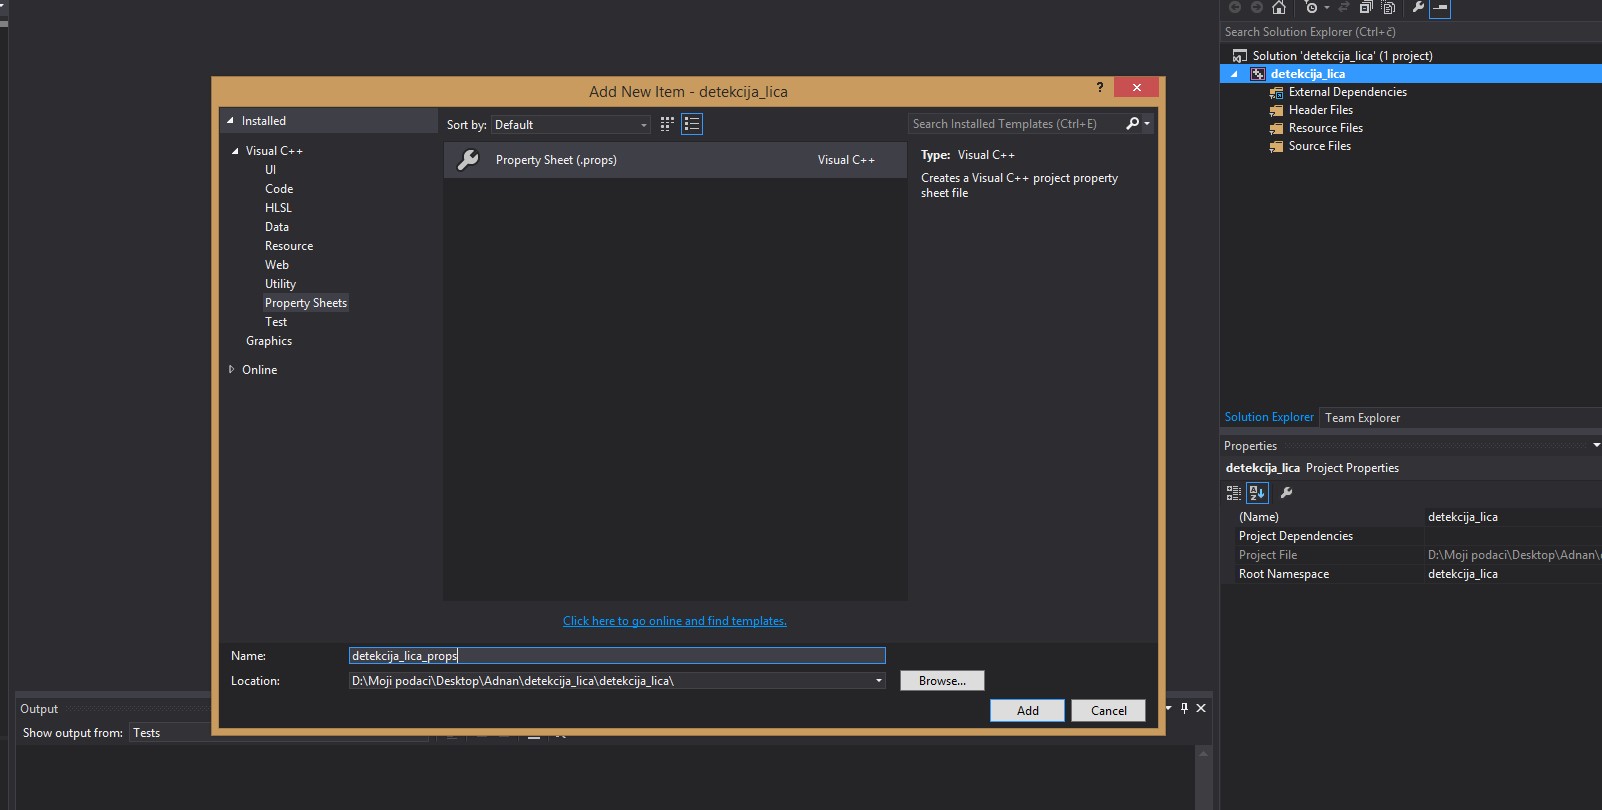 Search Solution Explorer (Ctrl+č)
Solution 'detekcija_lica' (1 project)
detekcija_lica
External Dependencies
Header Files
Resource Files
Source Files
Add New Item - detekcija_lica
?
Installed
Sort by: Default
Search Installed Templates (Ctrl+E)
Visual C++
UI
Code
HLSL
Data
Resource
Web
Utility
Property Sheets
Test
Graphics
Online
Property Sheet (.props) Visual C++
Type: Visual C++
Creates a Visual C++ project property
sheet file
Click here to go online and find templates.
Name: detekcija_lica_props
Location: D:\Moji podaci\Desktop\Adnan\detekcija_lica\detekcija_lica\
Browse...
Add Cancel
Solution Explorer Team Explorer
Properties
detekcija_lica Project Properties
(Name) detekcija_lica
Project Dependencies
Project File D:\Moji podaci\Desktop\Adnan\
Root Namespace detekcija_lica
Output
Show output from: Tests